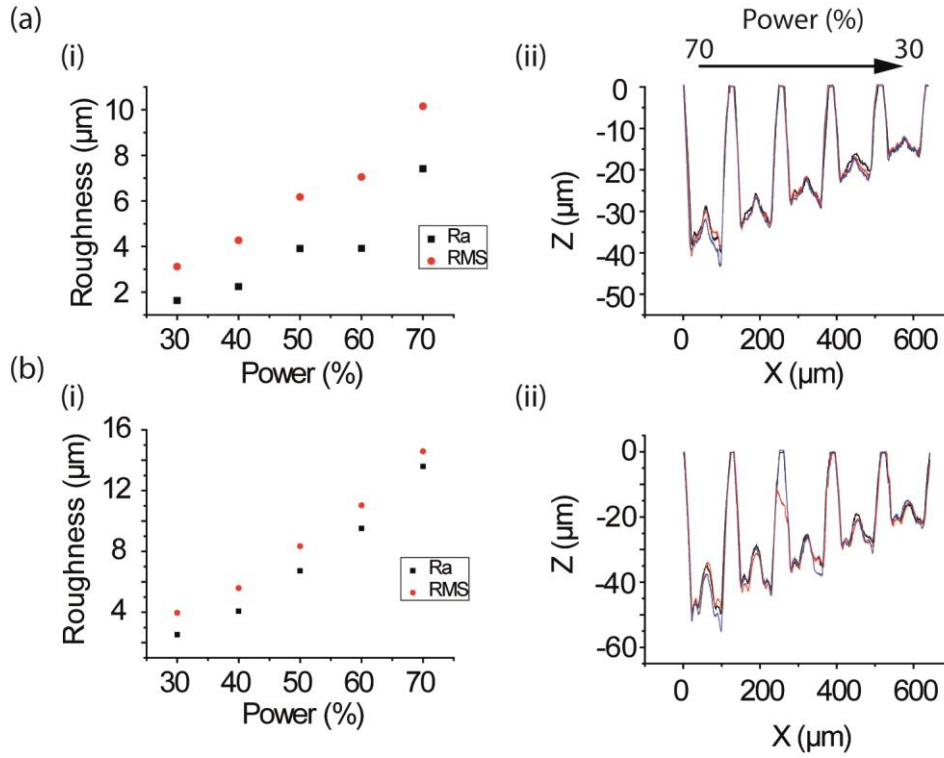 (a)
(i)
Roughness (µm)
10
8
6
4
2
Ra
RMS
30 40 50 60 70
Power (%)
(ii)
Power (%)
70 30
Z (µm)
0
-10
-20
-30
-40
-50
0 200 400 600
X (µm)
(b)
(i)
Roughness (µm)
16
12
8
4
Ra
RMS
30 40 50 60 70
Power (%)
(ii)
Z (µm)
0
-20
-40
-60
0 200 400 600
X (µm)